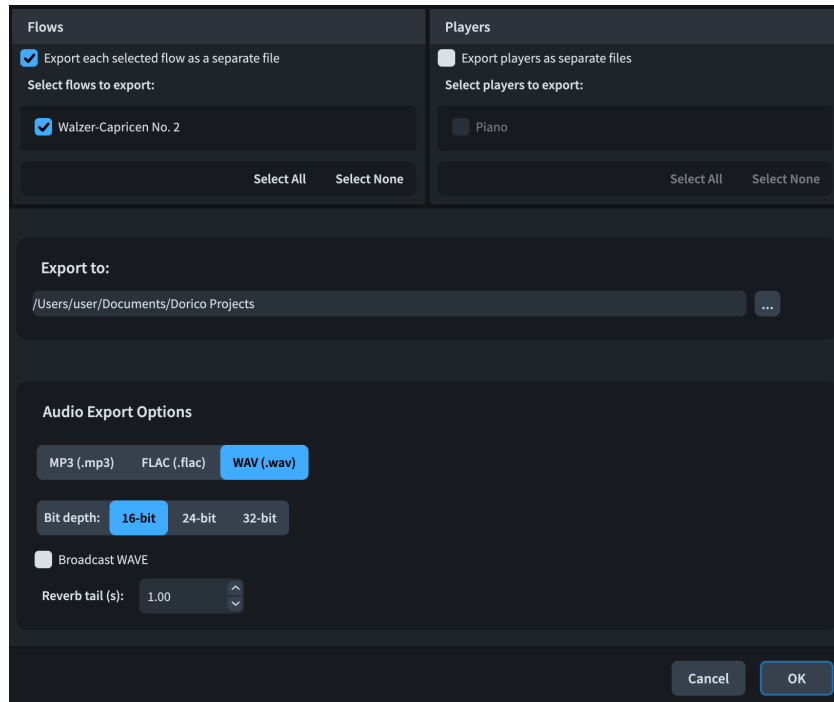 Flows
Export each selected flow as a separate file
Select flows to export:
Walzer-Capricen No. 2
Select All Select None
Players
Export players as separate files
Select players to export:
Piano
Select All Select None
Export to:
/Users/user/Documents/Dorico Projects
...
Audio Export Options
MP3 (.mp3) FLAC (.flac) WAV (.wav)
Bit depth: 16-bit 24-bit 32-bit
Broadcast WAVE
Reverb tail (s): 1.00
Cancel OK